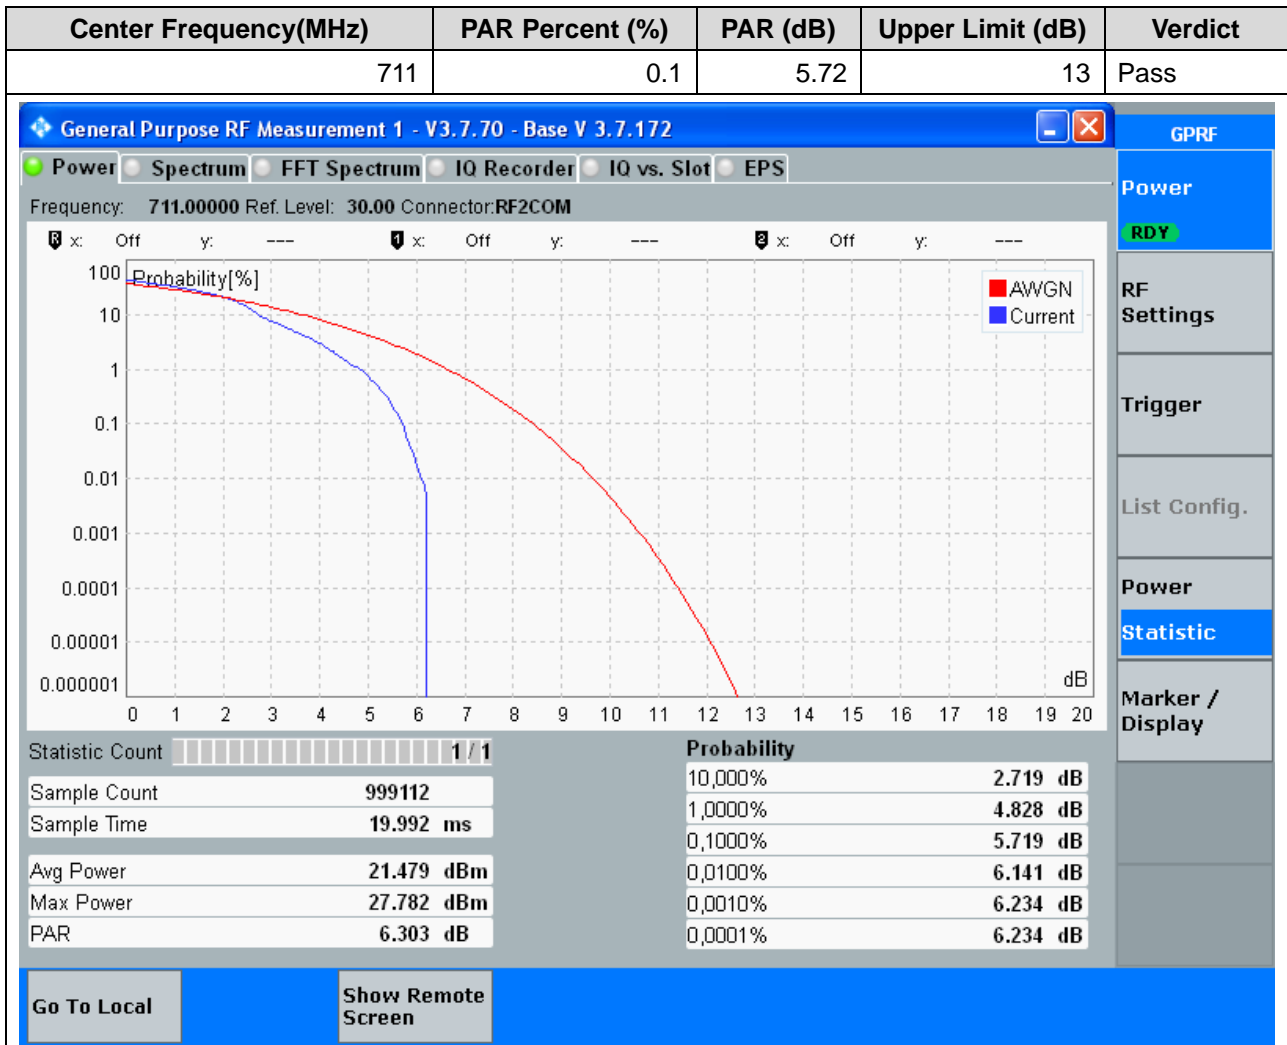 Center Frequency(MHz) PAR Percent (%) PAR (dB) Upper Limit (dB) Verdict
711 0.1 5.72 13 Pass
General Purpose RF Measurement 1 - V3.7.70 - Base V 3.7.172
GPRF
Power Spectrum FFT Spectrum IQ Recorder IQ vs. Slot EPS
Power
RDY
Frequency: 711.00000 Ref. Level: 30.00 Connector:RF2COM
R x: Off y: --- 1 x: Off y: --- 2 x: Off y: ---
Probability[%]
AWGN
Current
100
10
1
0.1
0.01
0.001
0.0001
0.00001
0.000001
dB
0 1 2 3 4 5 6 7 8 9 10 11 12 13 14 15 16 17 18 19 20
RF
Settings
Trigger
List Config.
Power
Statistic
Marker /
Display
Statistic Count 1 / 1
Sample Count 999112
Sample Time 19.992 ms
Avg Power 21.479 dBm
Max Power 27.782 dBm
PAR 6.303 dB
Probability
10,000% 2.719 dB
1,0000% 4.828 dB
0,1000% 5.719 dB
0,0100% 6.141 dB
0,0010% 6.234 dB
0,0001% 6.234 dB
Go To Local
Show Remote
Screen